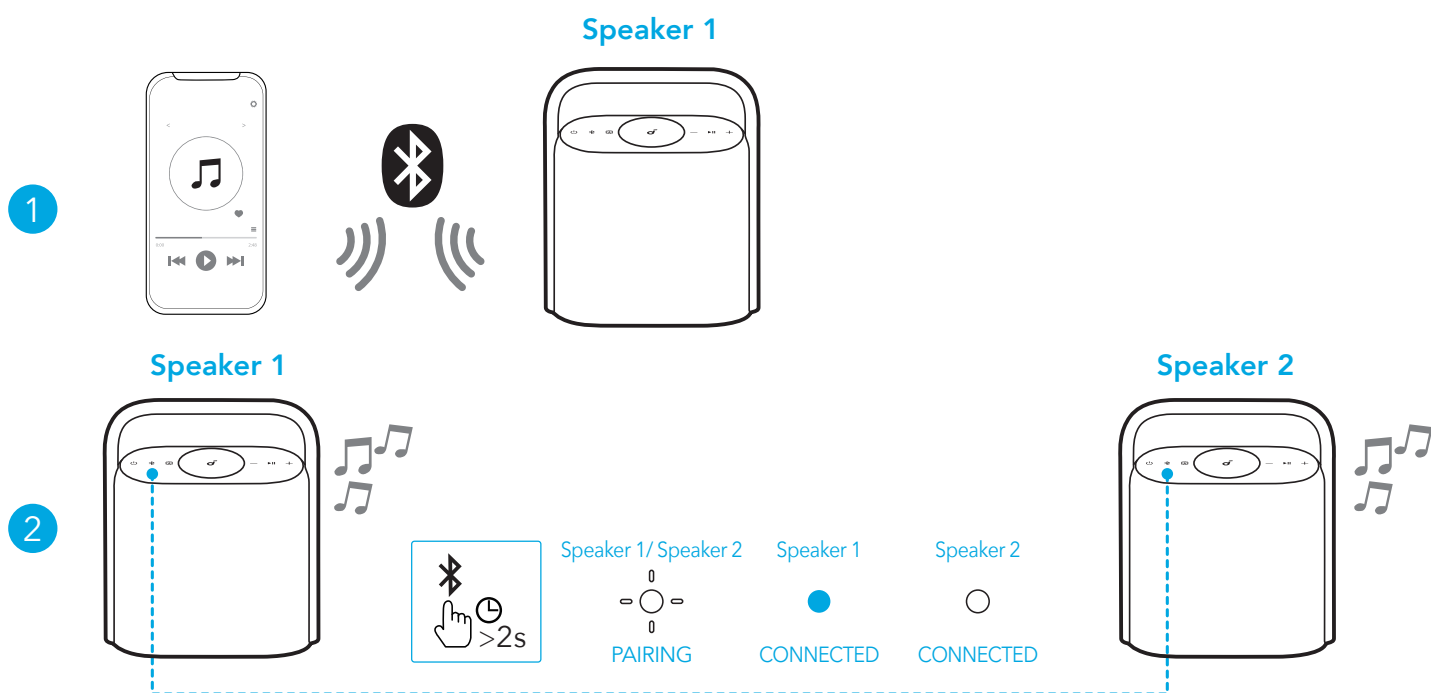 Speaker 1
1
Speaker 1
Speaker 2
2
>2s
Speaker 1/ Speaker 2
Speaker 1
Speaker 2
PAIRING
CONNECTED
CONNECTED